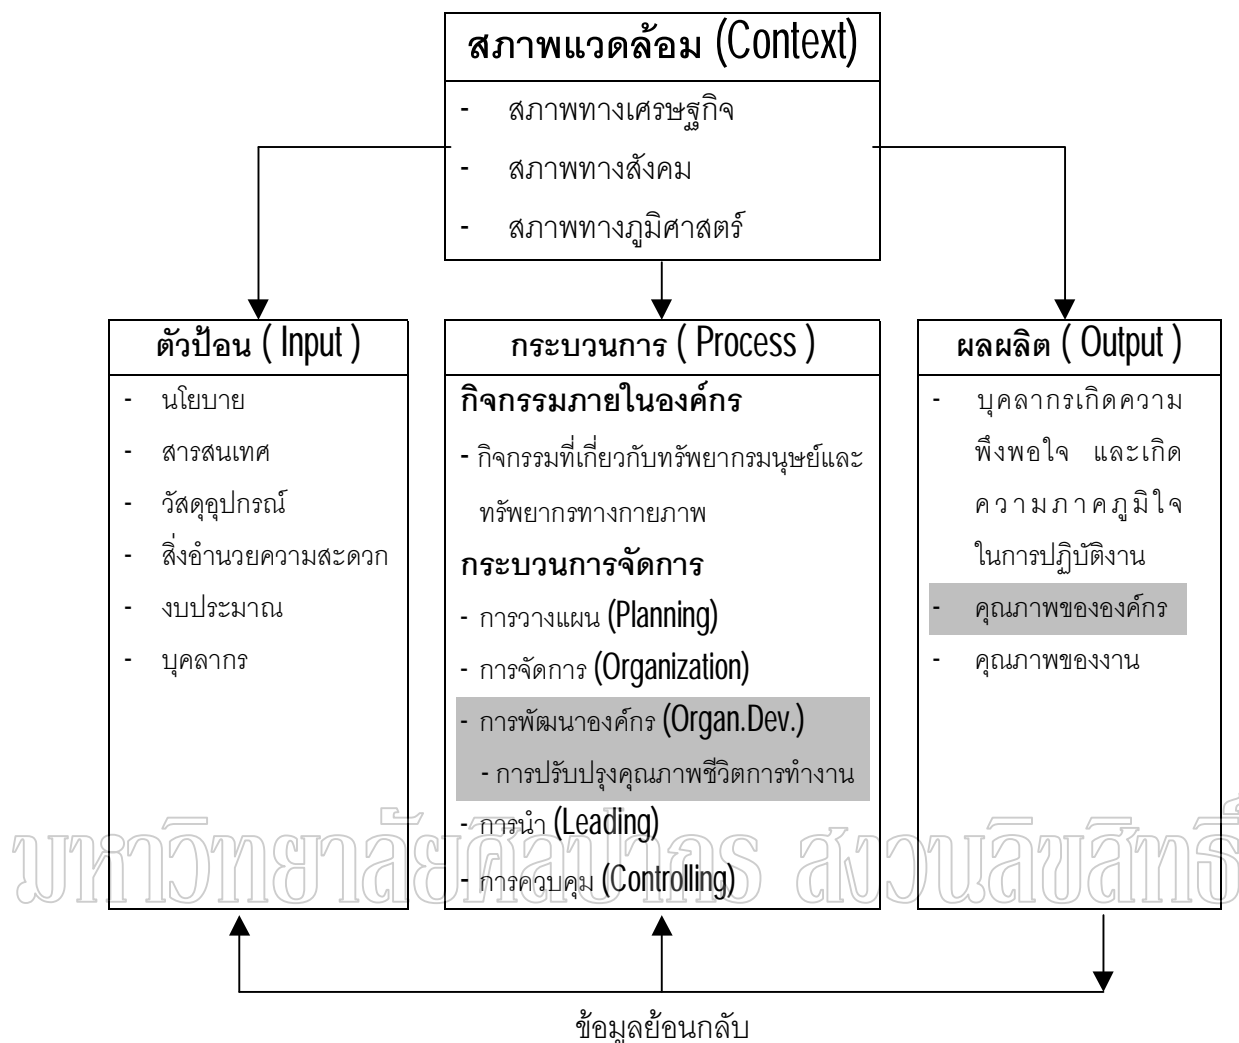 สภาพแวดล้อม (Context)
- สภาพทางเศรษฐกิจ
- สภาพทางสังคม
- สภาพทางภูมิศาสตร์
ตัวป้อน ( Input )
- นโยบาย
- สารสนเทศ
- วัสดุอุปกรณ์
- สิ่งอำนวยความสะดวก
- งบประมาณ
- บุคลากร
กระบวนการ ( Process )
กิจกรรมภายในองค์กร
- กิจกรรมที่เกี่ยวกับทรัพยากรมนุษย์และ
ทรัพยากรทางกายภาพ
กระบวนการจัดการ
- การวางแผน (Planning)
- การจัดการ (Organization)
- การพัฒนาองค์กร (Organ.Dev.)
- การปรับปรุงคุณภาพชีวิตการทำงาน
- การนำ (Leading)
- การควบคุม (Controlling)
ผลผลิต ( Output )
- บุคลากรเกิดความ
พึงพอใจ และเกิด
ความภาคภูมิใจ
ในการปฏิบัติงาน
- คุณภาพขององค์กร
- คุณภาพของงาน
มหาวิทยาลัยศิลปากร สงวนลิขสิทธิ์
ข้อมูลย้อนกลับ